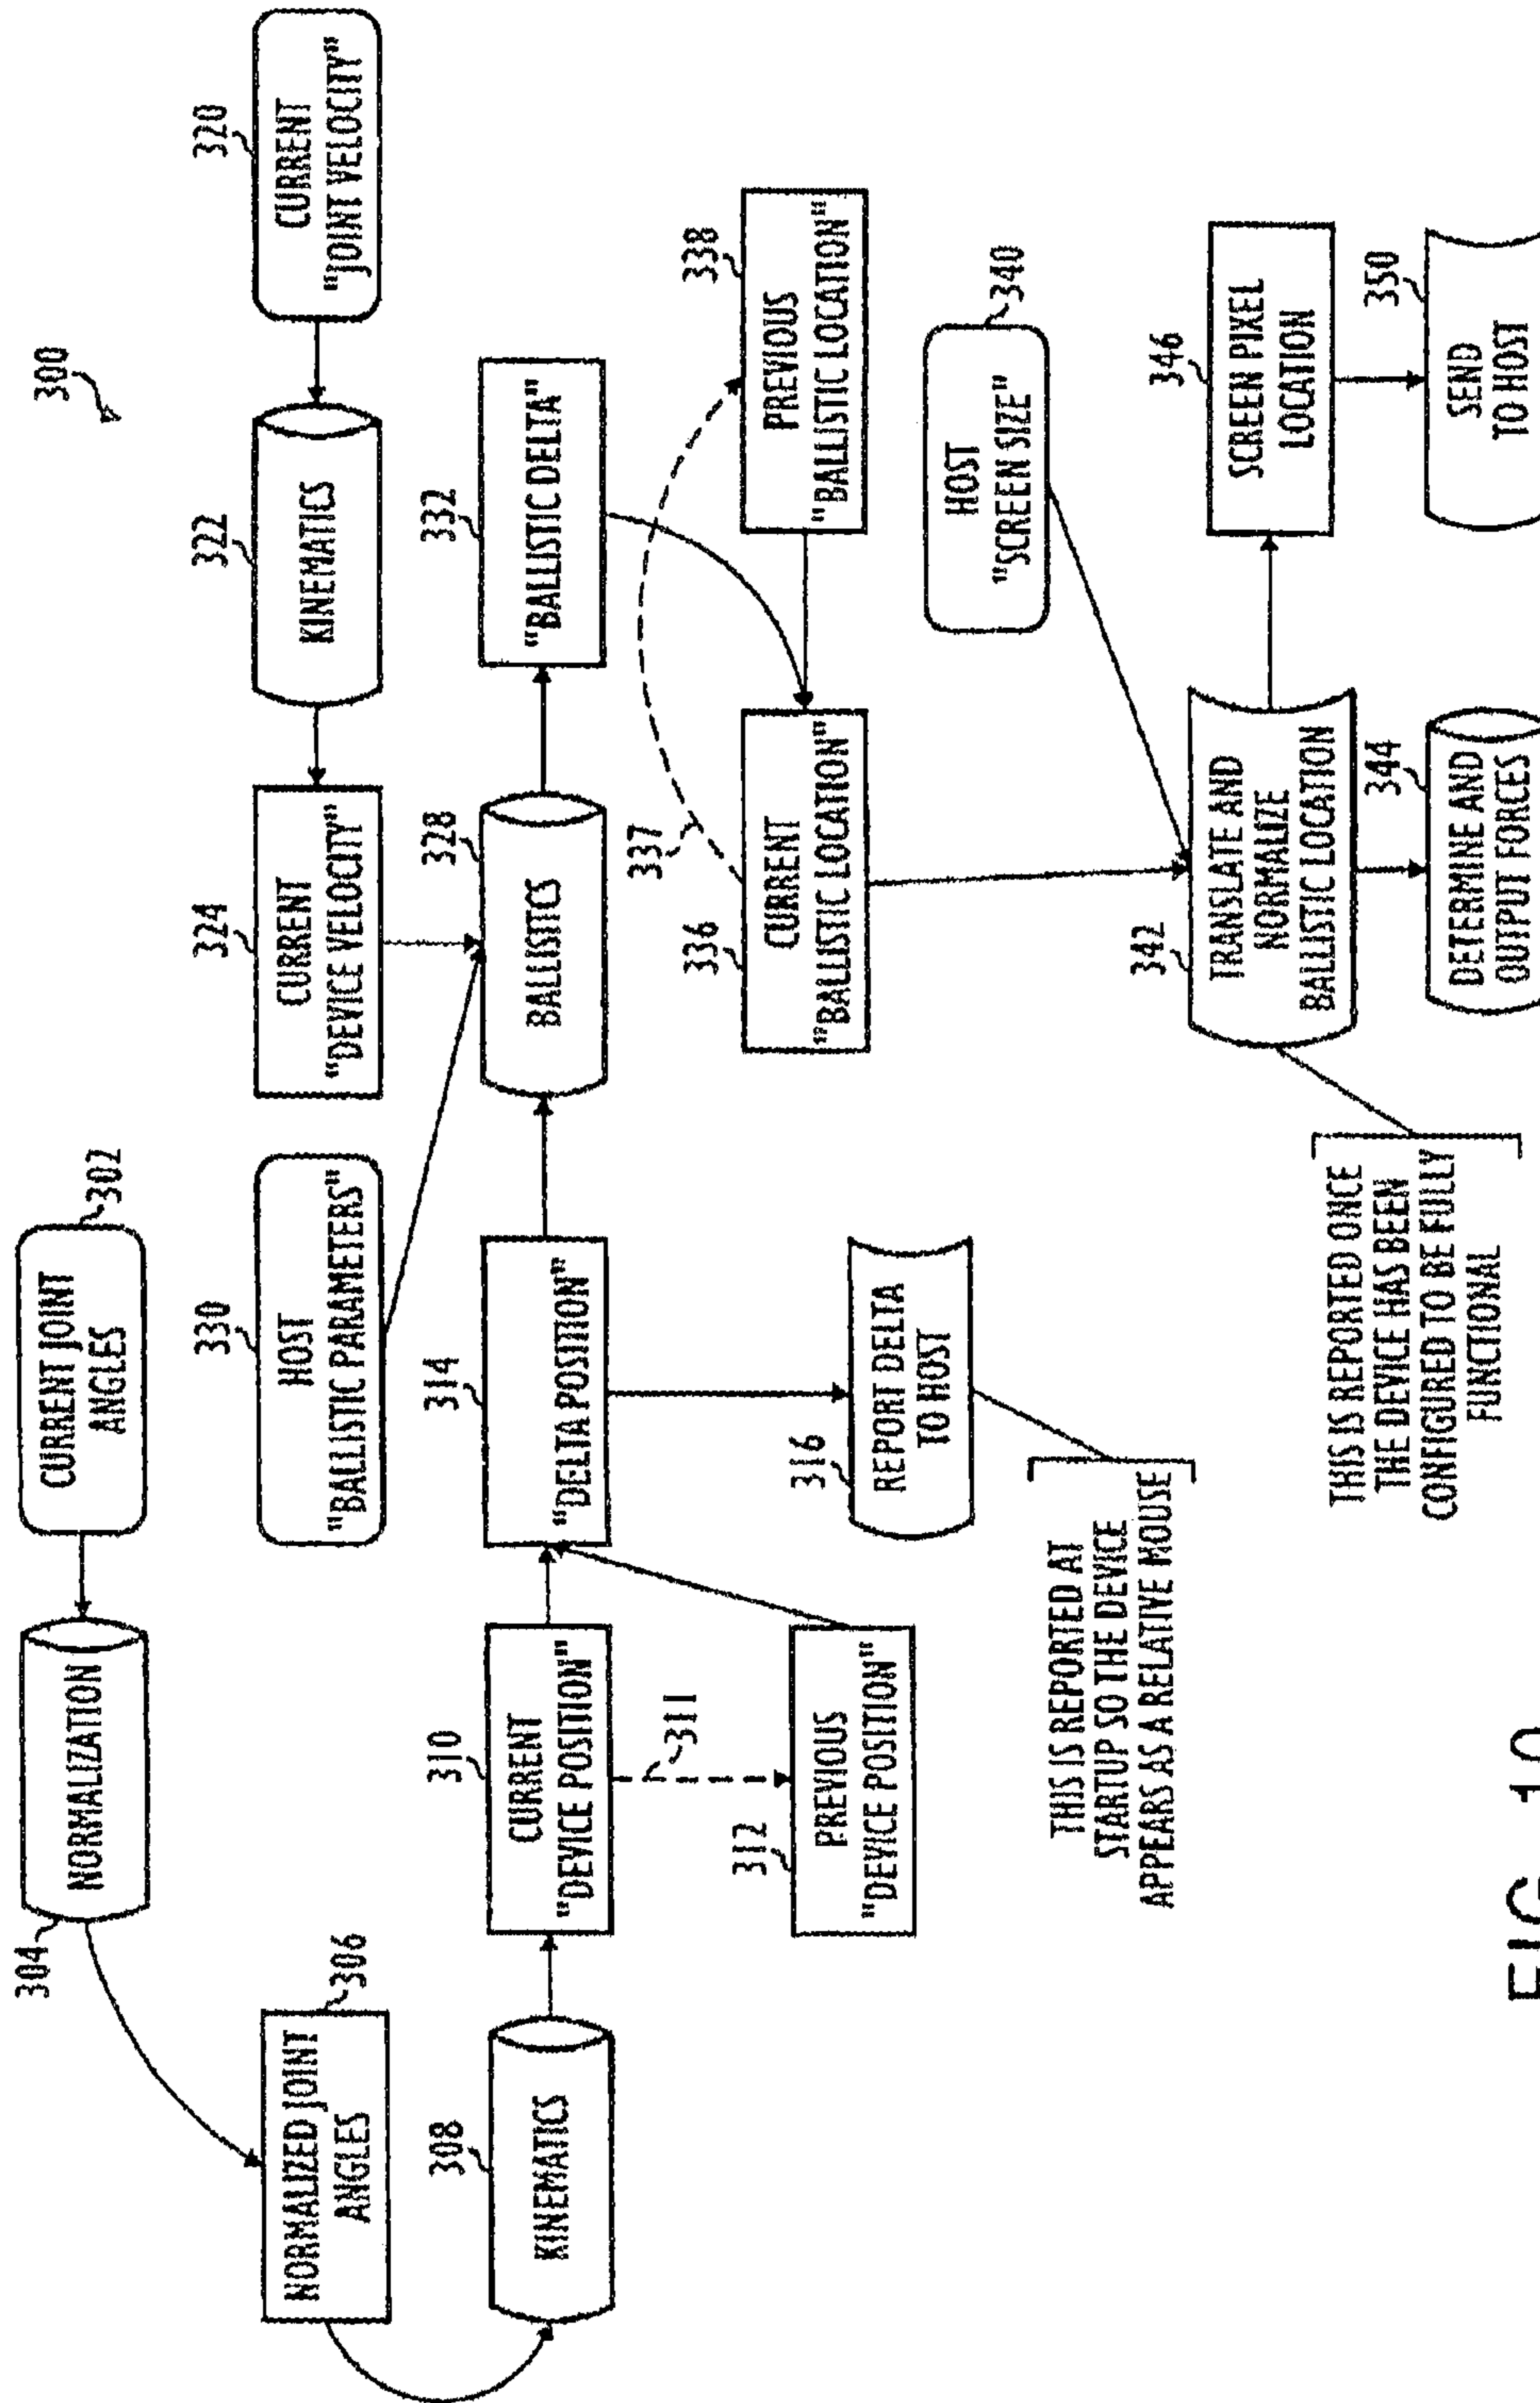 300
302
CURRENT JOINT
ANGLES
304
NORMALIZATION
306
NORMALIZED JOINT
ANGLES
308
KINEMATICS
310
CURRENT
"DEVICE POSITION"
311
312
PREVIOUS
"DEVICE POSITION"
314
"DELTA POSITION"
316
REPORT DELTA
TO HOST
THIS IS REPORTED AT
STARTUP SO THE DEVICE
APPEARS AS A RELATIVE MOUSE
320
CURRENT
"JOINT VELOCITY"
322
KINEMATICS
324
CURRENT
"DEVICE VELOCITY"
330
HOST
"BALLISTIC PARAMETERS"
328
BALLISTICS
332
"BALLISTIC DELTA"
336
CURRENT
"BALLISTIC LOCATION"
337
338
PREVIOUS
"BALLISTIC LOCATION"
340
HOST
"SCREEN SIZE"
342
TRANSLATE AND
NORMALIZE
BALLISTIC LOCATION
344
DETERMINE AND
OUTPUT FORCES
346
SCREEN PIXEL
LOCATION
350
SEND
TO HOST
THIS IS REPORTED ONCE
THE DEVICE HAS BEEN
CONFIGURED TO BE FULLY
FUNCTIONAL